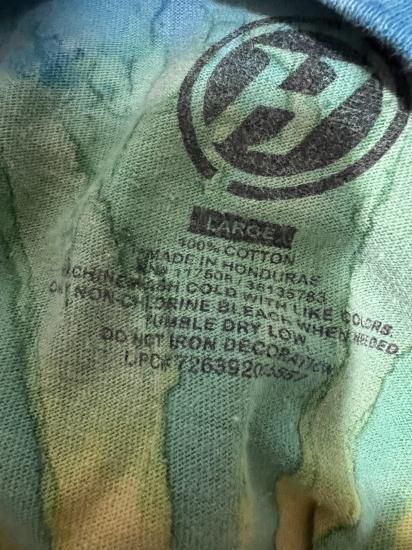 LARGE
100% COTTON
MADE IN HONDURAS
MACHINE WASH COLD WITH LIKE COLORS
ONLY NON-CHLORINE BLEACH WHEN NEEDED
TUMBLE DRY LOW
DO NOT IRON DECORATION